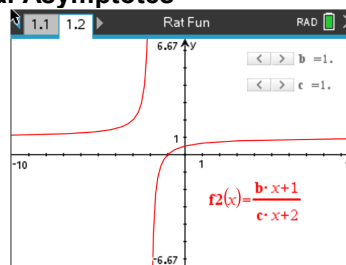 al Asymptotes
1.1 1.2 Rat Fun RAD
6.67 y
b =1.
c =1.
1
-10 1
f2(x)=b·x+1/c·x+2
-6.67